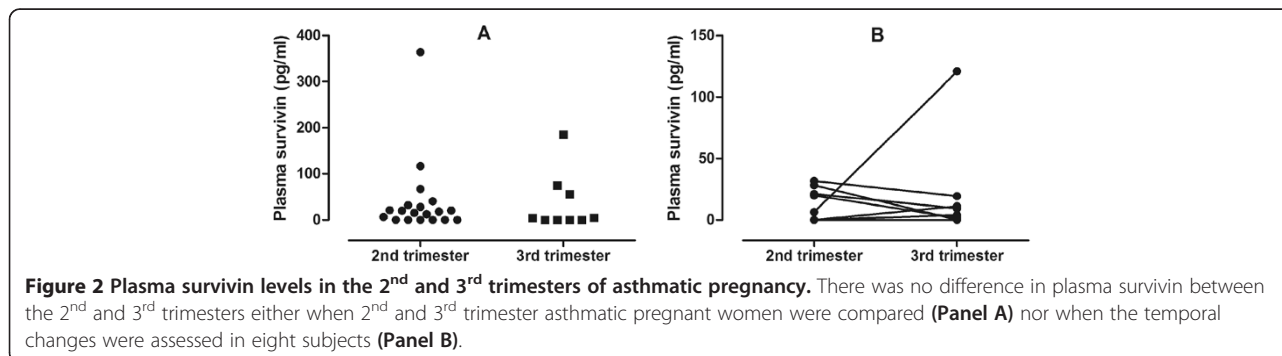 A
B
Plasma survivin (pg/ml)
400
300
200
100
0
2nd trimester
3rd trimester
Plasma survivin (pg/ml)
150
100
50
0
2nd trimester
3rd trimester
Figure 2 Plasma survivin levels in the 2nd and 3rd trimesters of asthmatic pregnancy. There was no difference in plasma survivin between
the 2nd and 3rd trimesters either when 2nd and 3rd trimester asthmatic pregnant women were compared (Panel A) nor when the temporal
changes were assessed in eight subjects (Panel B).